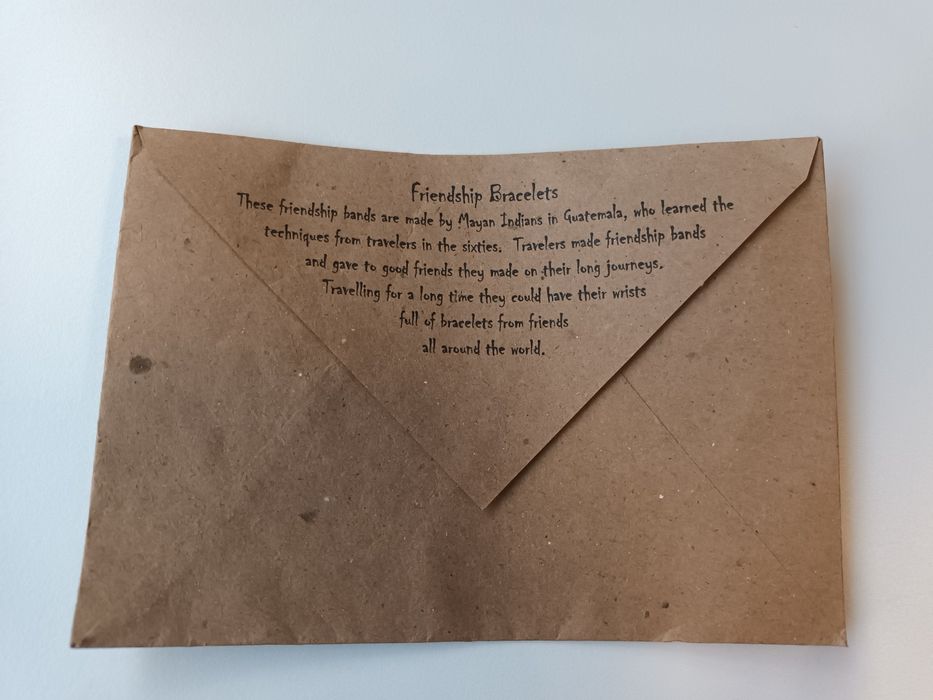 Friendship Bracelets
These friendship bands are made by Mayan Indians in Guatemala, who learned the
techniques from travelers in the sixties. Travelers made friendship bands
and gave to good friends they made on their long journeys.
Travelling for a long time they could have their wrists
full of bracelets from friends
all around the world.